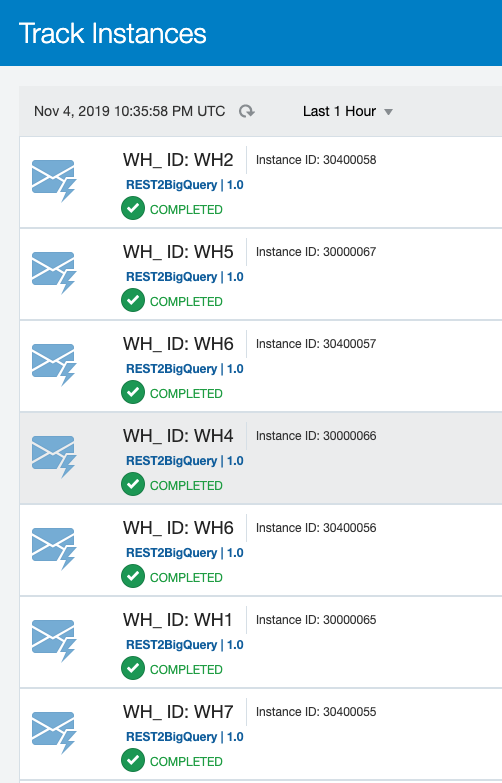 Track Instances
Nov 4, 2019 10:35:58 PM UTC Last 1 Hour
WH_ ID: WH2 Instance ID: 30400058
REST2BigQuery | 1.0
COMPLETED
WH_ ID: WH5 Instance ID: 30000067
REST2BigQuery | 1.0
COMPLETED
WH_ ID: WH6 Instance ID: 30400057
REST2BigQuery | 1.0
COMPLETED
WH_ ID: WH4 Instance ID: 30000066
REST2BigQuery | 1.0
COMPLETED
WH_ ID: WH6 Instance ID: 30400056
REST2BigQuery | 1.0
COMPLETED
WH_ ID: WH1 Instance ID: 30000065
REST2BigQuery | 1.0
COMPLETED
WH_ ID: WH7 Instance ID: 30400055
REST2BigQuery | 1.0
COMPLETED